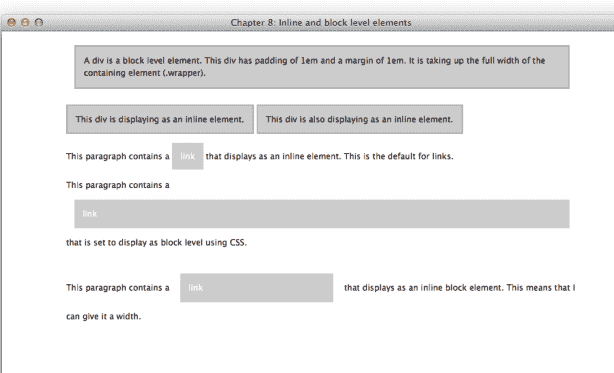 Chapter 8: Inline and block level elements
A div is a block level element. This div has padding of 1em and a margin of 1em. It is taking up the full width of the
containing element (.wrapper).
This div is displaying as an inline element. This div is also displaying as an inline element.
This paragraph contains a link that displays as an inline element. This is the default for links.
This paragraph contains a
link
that is set to display as block level using CSS.
This paragraph contains a link that displays as an inline block element. This means that I
can give it a width.